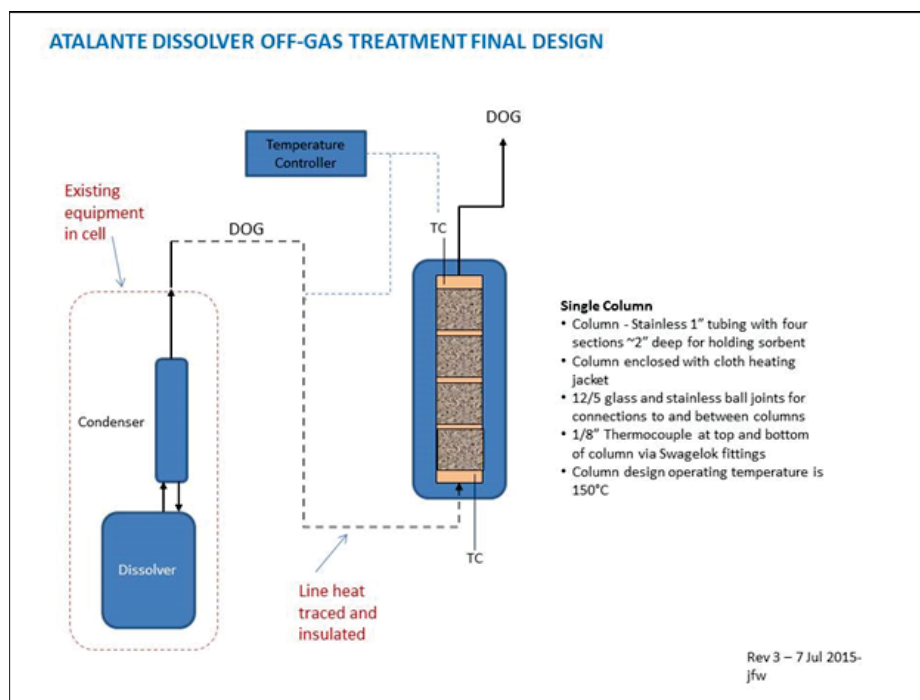 ATALANTE DISSOLVER OFF-GAS TREATMENT FINAL DESIGN
DOG
Temperature
Controller
Existing
equipment
in cell
DOG
TC
Condenser
Dissolver
TC
Line heat
traced and
insulated
Single Column
• Column - Stainless 1” tubing with four
sections ~2” deep for holding sorbent
• Column enclosed with cloth heating
jacket
• 12/5 glass and stainless ball joints for
connections to and between columns
• 1/8” Thermocouple at top and bottom
of column via Swagelok fittings
• Column design operating temperature is
150°C
Rev 3 – 7 Jul 2015-
jfw